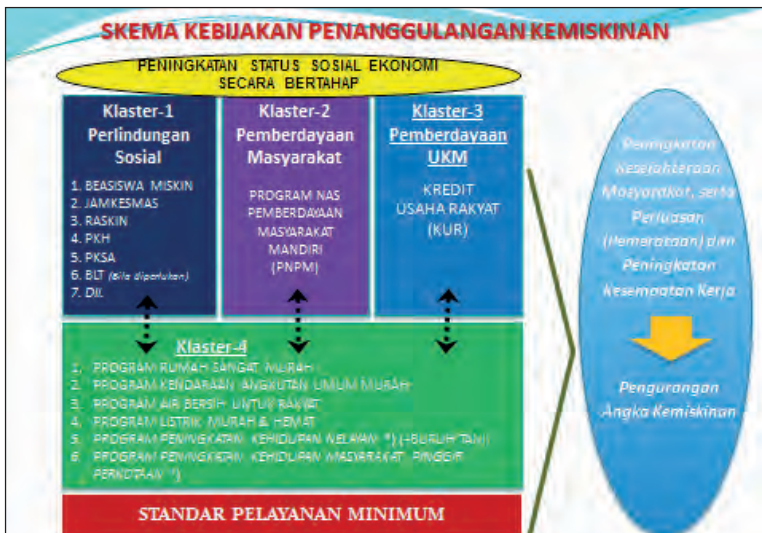 SKEMA KEBIJAKAN PENANGGULANGAN KEMISKINAN
PENINGKATAN STATUS SOSIAL EKONOMI
SECARA BERTAHAP
Klaster-1
Perlindungan
Sosial
1. BEASISWA MISKIN
2. JAMKESMAS
3. RASKIN
4. PKH
5. PKSA
6. BLT (Bila diperlukan)
7. Dll.
Klaster-2
Pemberdayaan
Masyarakat
PROGRAM NAS
PEMBERDAYAAN
MASYARAKAT
MANDIRI
(PNPM)
Klaster-3
Pemberdayaan
UKM
KREDIT
USAHA RAKYAT
(KUR)
Klaster-4
1. PROGRAM RUMAH SANGAT MURAH
2. PROGRAM KENDARAAN ANGKUTAN UMUM MURAH
3. PROGRAM AIR BERSIH UNTUK RAKYAT
4. PROGRAM LISTRIK MURAH & HEMAT
5. PROGRAM PENINGKATAN KEHIDUPAN NELAYAN *) (+BURUH TANI)
6. PROGRAM PENINGKATAN KEHIDUPAN MASYARAKAT PINGGIR
PERKOTAAN *)
STANDAR PELAYANAN MINIMUM
Peningkatan
Kesejahteraan
Masyarakat, serta
Perluasan
(Pemerataan) dan
Peningkatan
Kesempatan Kerja
Pengurangan
Angka Kemiskinan